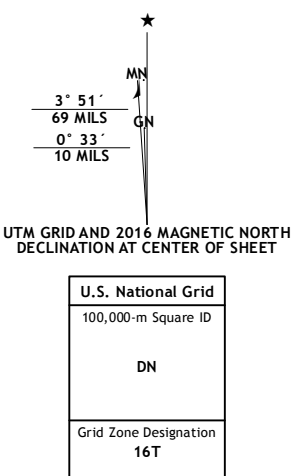 MN
3° 51´
69 MILS
GN
0° 33´
10 MILS
UTM GRID AND 2016 MAGNETIC NORTH
DECLINATION AT CENTER OF SHEET
U.S. National Grid
100,000-m Square ID
DN
Grid Zone Designation
16T